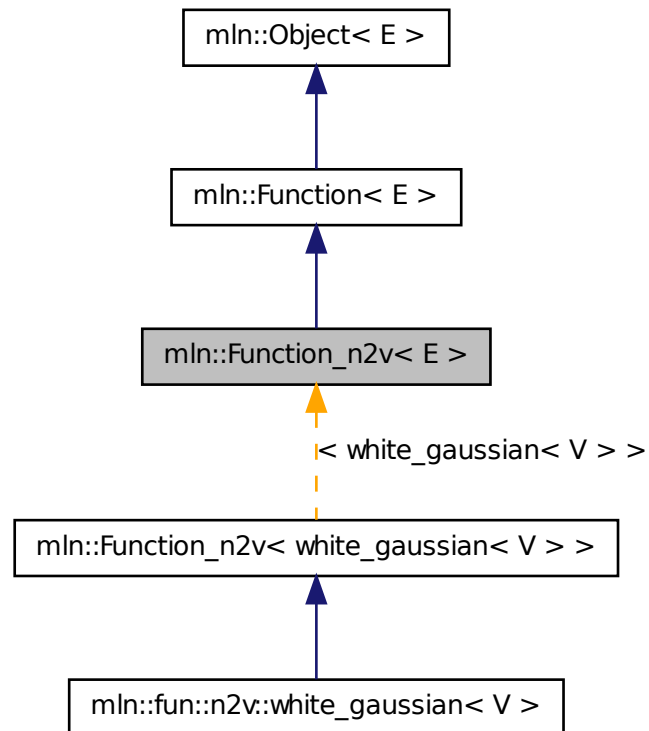 mln::Object< E >
mln::Function< E >
mln::Function_n2v< E >
< white_gaussian< V > >
mln::Function_n2v< white_gaussian< V > >
mln::fun::n2v::white_gaussian< V >